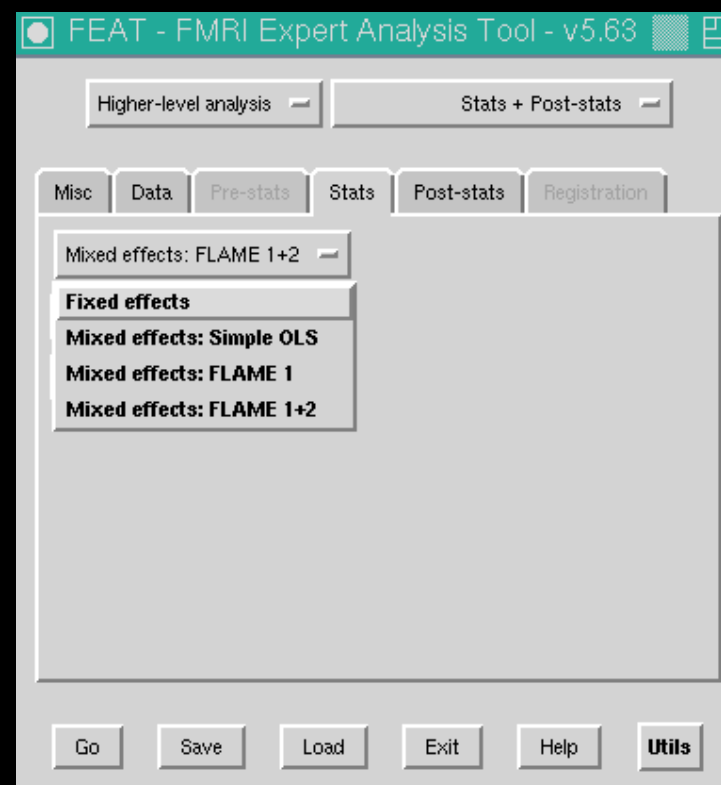 FEAT - FMRI Expert Analysis Tool - v5.63
Higher-level analysis Stats + Post-stats
Misc Data Pre-stats Stats Post-stats Registration
Mixed effects: FLAME 1+2
Fixed effects
Mixed effects: Simple OLS
Mixed effects: FLAME 1
Mixed effects: FLAME 1+2
Go Save Load Exit Help Utils